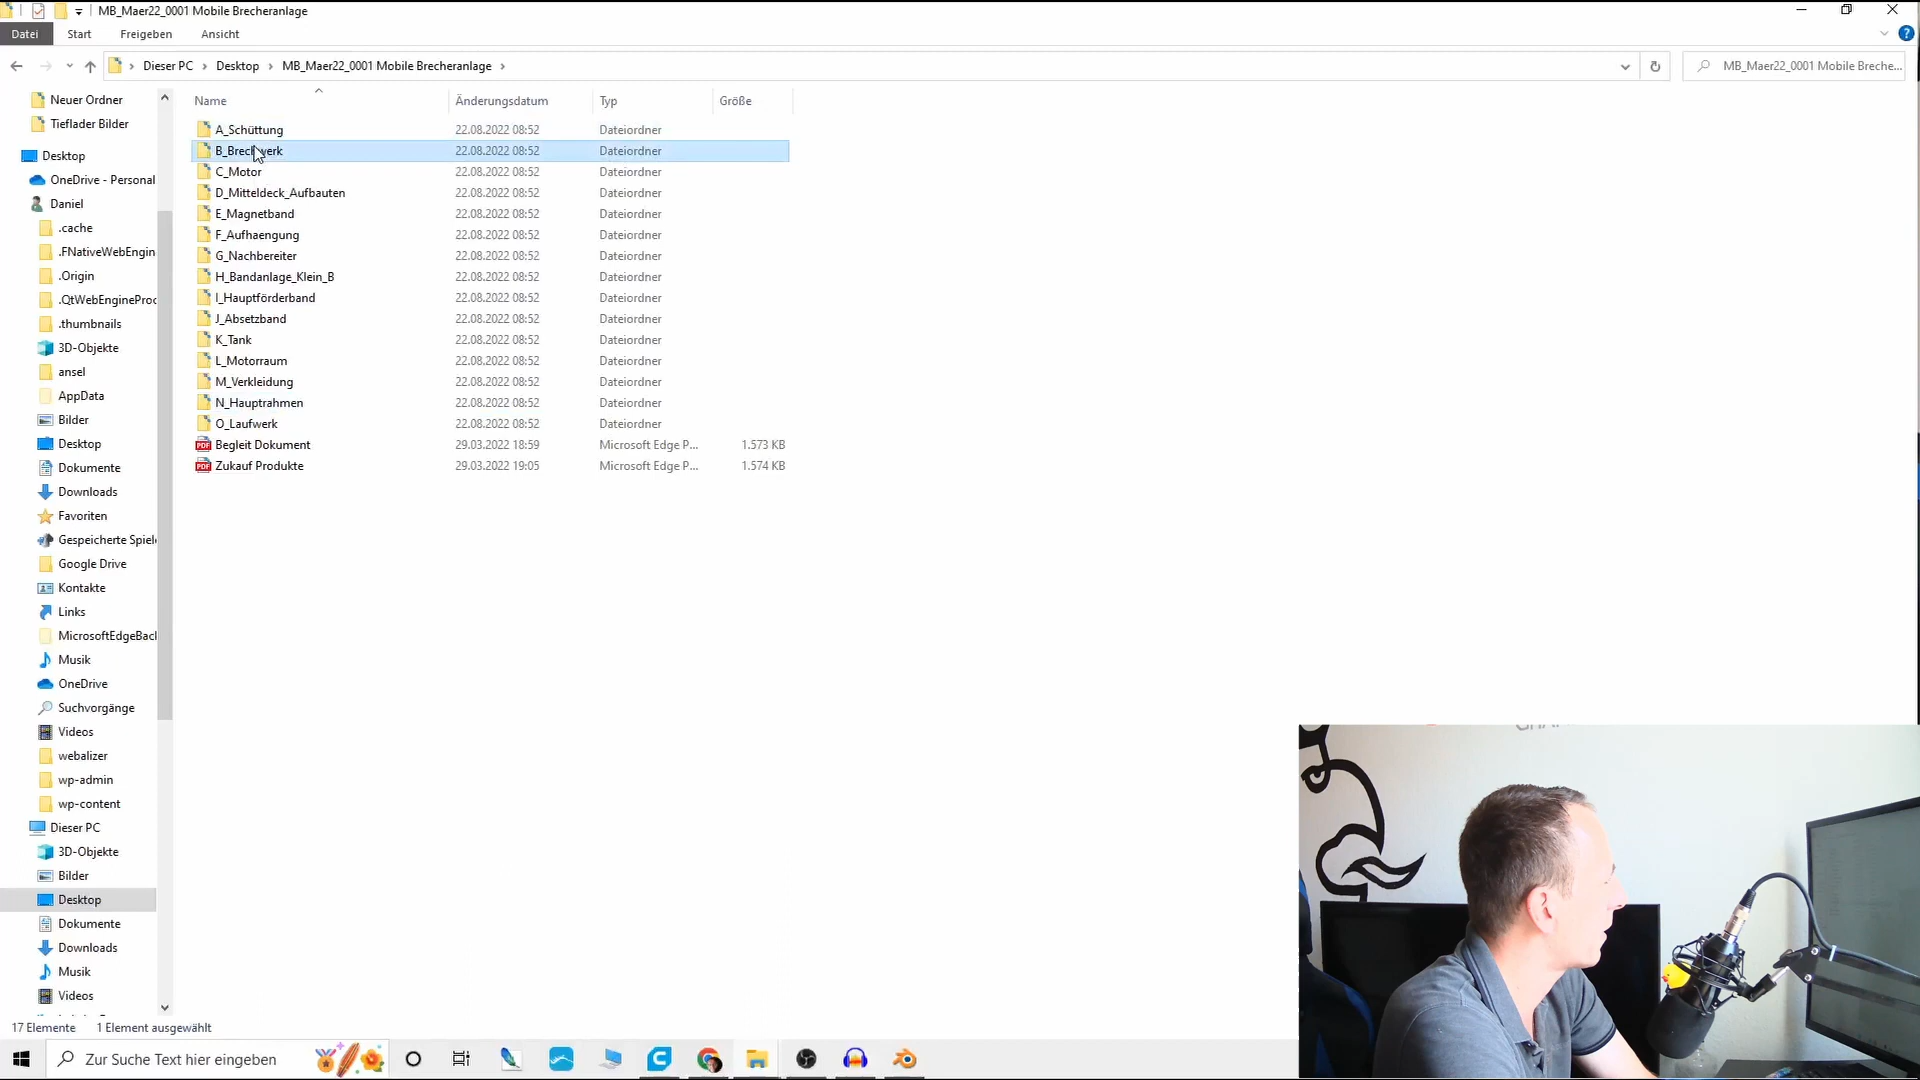 MB_Maer22_0001 Mobile Brecheranlage
Datei Start Freigeben Ansicht
Dieser PC Desktop MB_Maer22_0001 Mobile Brecheranlage
MB_Maer22_0001 Mobile Breche...
Name Änderungsdatum Typ Größe
A_Schüttung 22.08.2022 08:52 Dateiordner
B_Brechwerk 22.08.2022 08:52 Dateiordner
C_Motor 22.08.2022 08:52 Dateiordner
D_Mitteldeck_Aufbauten 22.08.2022 08:52 Dateiordner
E_Magnetband 22.08.2022 08:52 Dateiordner
F_Aufhaengung 22.08.2022 08:52 Dateiordner
G_Nachbereiter 22.08.2022 08:52 Dateiordner
H_Bandanlage_Klein_B 22.08.2022 08:52 Dateiordner
I_Hauptförderband 22.08.2022 08:52 Dateiordner
J_Absetzband 22.08.2022 08:52 Dateiordner
K_Tank 22.08.2022 08:52 Dateiordner
L_Motorraum 22.08.2022 08:52 Dateiordner
M_Verkleidung 22.08.2022 08:52 Dateiordner
N_Hauptrahmen 22.08.2022 08:52 Dateiordner
O_Laufwerk 22.08.2022 08:52 Dateiordner
Begleit Dokument 29.03.2022 18:59 Microsoft Edge P... 1.573 KB
Zukauf Produkte 29.03.2022 19:05 Microsoft Edge P... 1.574 KB
Neuer Ordner
Tieflader Bilder
Desktop
OneDrive - Personal
Daniel
.cache
.FNativeWebEngin
.Origin
.QtWebEngineProc
.thumbnails
3D-Objekte
ansel
AppData
Bilder
Desktop
Dokumente
Downloads
Favoriten
Gespeicherte Spiel
Google Drive
Kontakte
Links
MicrosoftEdgeBacl
Musik
OneDrive
Suchvorgänge
Videos
webalizer
wp-admin
wp-content
Dieser PC
3D-Objekte
Bilder
Desktop
Dokumente
Downloads
Musik
Videos
17 Elemente 1 Element ausgewählt
Zur Suche Text hier eingeben